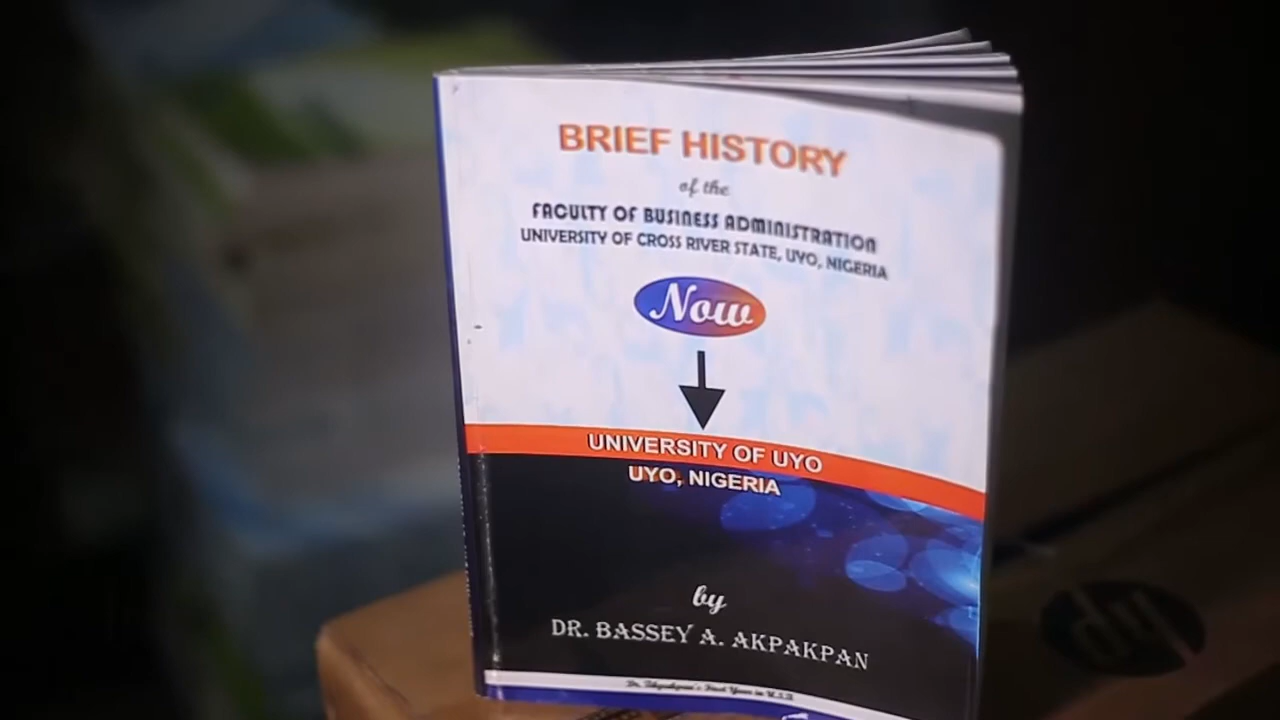 BRIEF HISTORY
of the
FACULTY OF BUSINESS ADMINISTRATION
UNIVERSITY OF CROSS RIVER STATE, UYO, NIGERIA
Now
UNIVERSITY OF UYO
UYO, NIGERIA
by
DR. BASSEY A. AKPAKPAN
hp